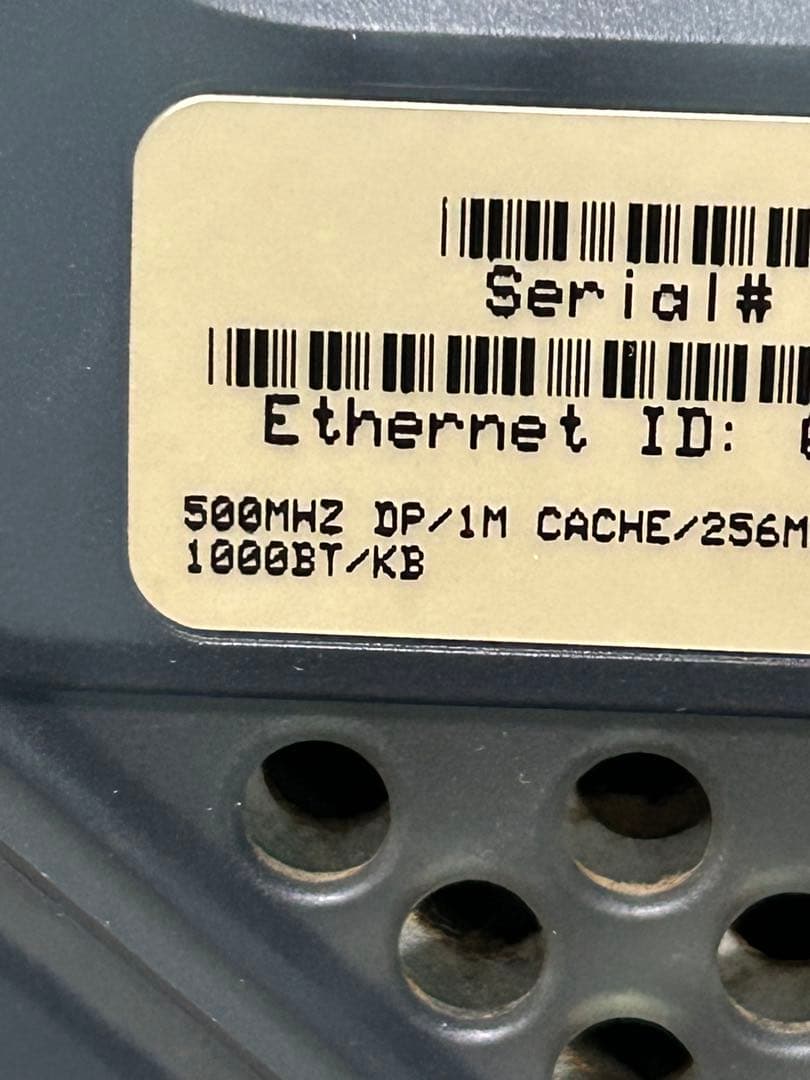 Serial#
Ethernet ID:
500MHZ DP/1M CACHE/256M
1000BT/KB